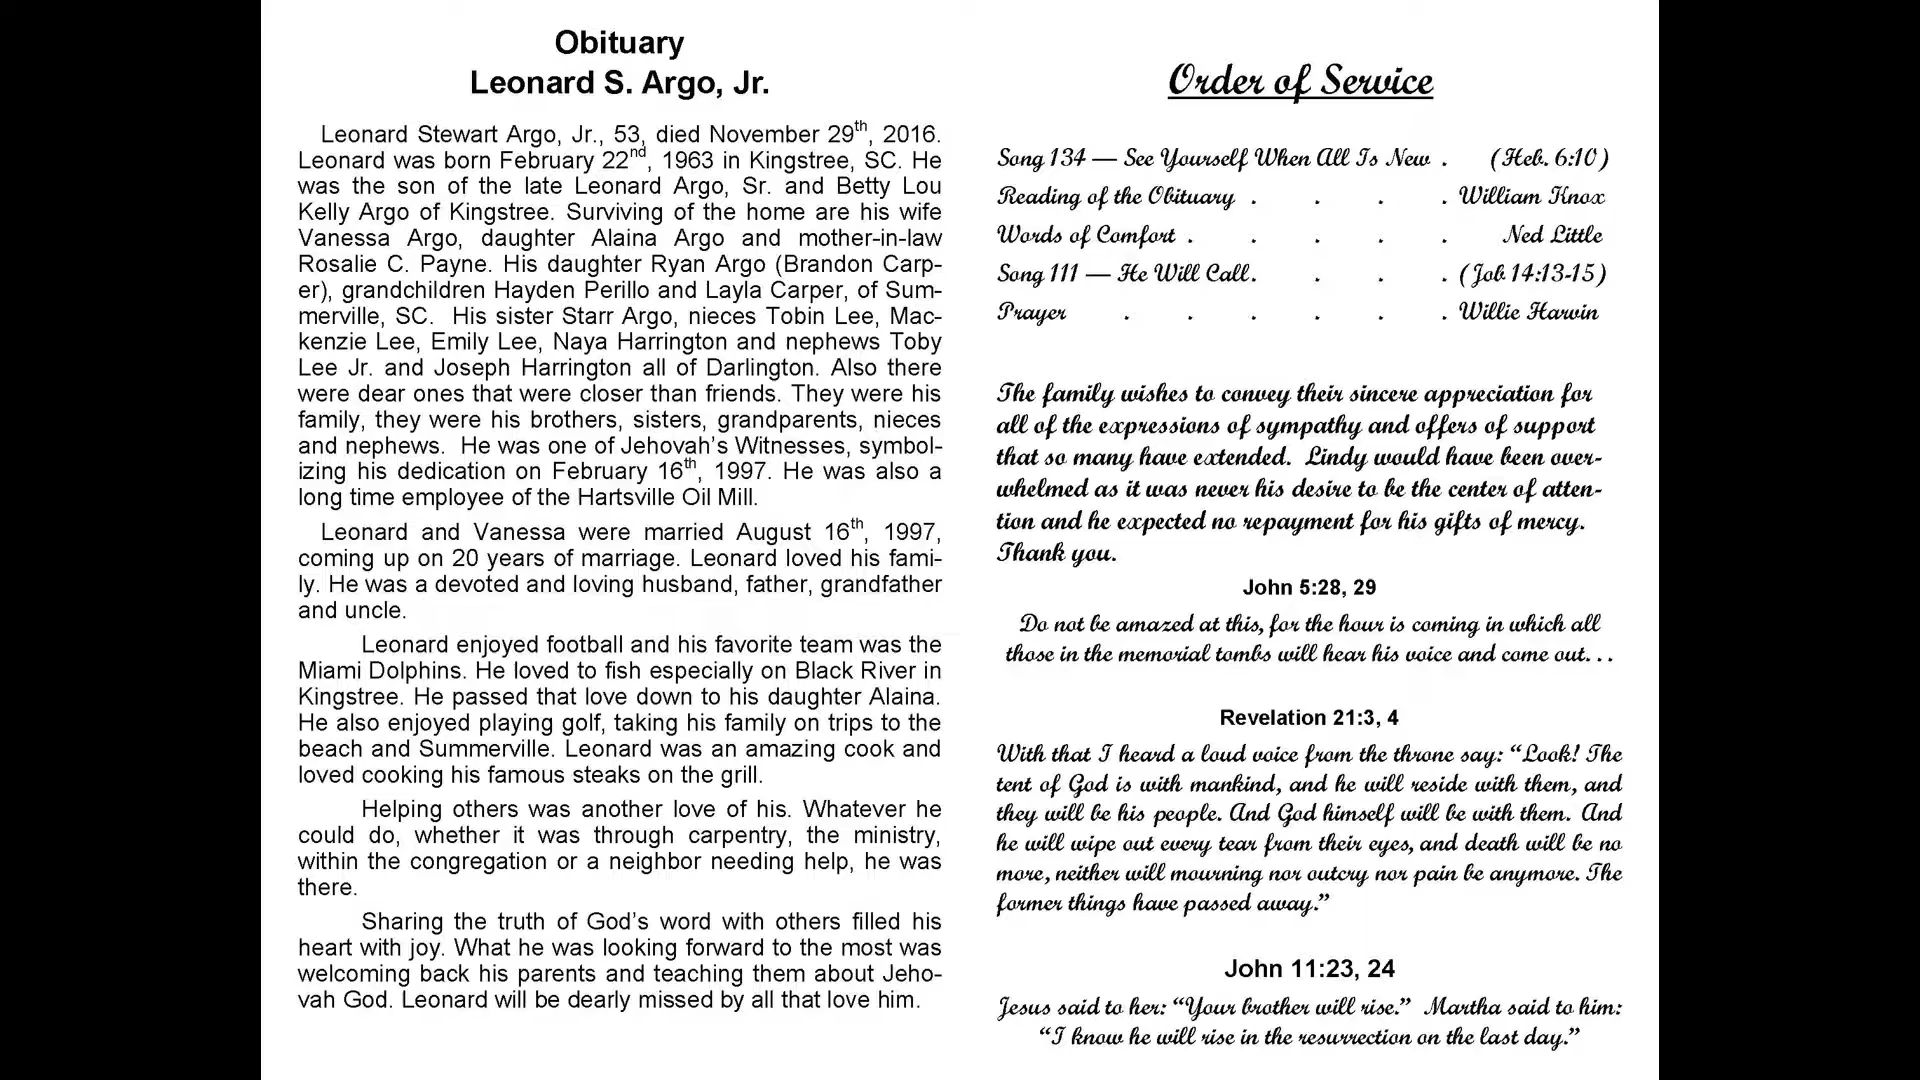 Obituary
Leonard S. Argo, Jr.
Leonard Stewart Argo, Jr., 53, died November 29th, 2016.
Leonard was born February 22nd, 1963 in Kingstree, SC. He
was the son of the late Leonard Argo, Sr. and Betty Lou
Kelly Argo of Kingstree. Surviving of the home are his wife
Vanessa Argo, daughter Alaina Argo and mother-in-law
Rosalie C. Payne. His daughter Ryan Argo (Brandon Carp-
er), grandchildren Hayden Perillo and Layla Carper, of Sum-
merville, SC. His sister Starr Argo, nieces Tobin Lee, Mac-
kenzie Lee, Emily Lee, Naya Harrington and nephews Toby
Lee Jr. and Joseph Harrington all of Darlington. Also there
were dear ones that were closer than friends. They were his
family, they were his brothers, sisters, grandparents, nieces
and nephews. He was one of Jehovah's Witnesses, symbol-
izing his dedication on February 16th, 1997. He was also a
long time employee of the Hartsville Oil Mill.
Leonard and Vanessa were married August 16th, 1997,
coming up on 20 years of marriage. Leonard loved his fami-
ly. He was a devoted and loving husband, father, grandfather
and uncle.
Leonard enjoyed football and his favorite team was the
Miami Dolphins. He loved to fish especially on Black River in
Kingstree. He passed that love down to his daughter Alaina.
He also enjoyed playing golf, taking his family on trips to the
beach and Summerville. Leonard was an amazing cook and
loved cooking his famous steaks on the grill.
Helping others was another love of his. Whatever he
could do, whether it was through carpentry, the ministry,
within the congregation or a neighbor needing help, he was
there.
Sharing the truth of God's word with others filled his
heart with joy. What he was looking forward to the most was
welcoming back his parents and teaching them about Jeho-
vah God. Leonard will be dearly missed by all that love him.
Order of Service
Song 134 — See Yourself When All Is New . (Heb. 6:10)
Reading of the Obituary . . . . William Knox
Words of Comfort . . . . . Ned Little
Song 111 — He Will Call. . . . (Job 14:13-15)
Prayer . . . . . . Willie Harvin
The family wishes to convey their sincere appreciation for
all of the expressions of sympathy and offers of support
that so many have extended. Lindy would have been over-
whelmed as it was never his desire to be the center of atten-
tion and he expected no repayment for his gifts of mercy.
Thank you.
John 5:28, 29
Do not be amazed at this, for the hour is coming in which all
those in the memorial tombs will hear his voice and come out. . .
Revelation 21:3, 4
With that I heard a loud voice from the throne say: “Look! The
tent of God is with mankind, and he will reside with them, and
they will be his people. And God himself will be with them. And
he will wipe out every tear from their eyes, and death will be no
more, neither will mourning nor outcry nor pain be anymore. The
former things have passed away.”
John 11:23, 24
Jesus said to her: “Your brother will rise.” Martha said to him:
“I know he will rise in the resurrection on the last day.”